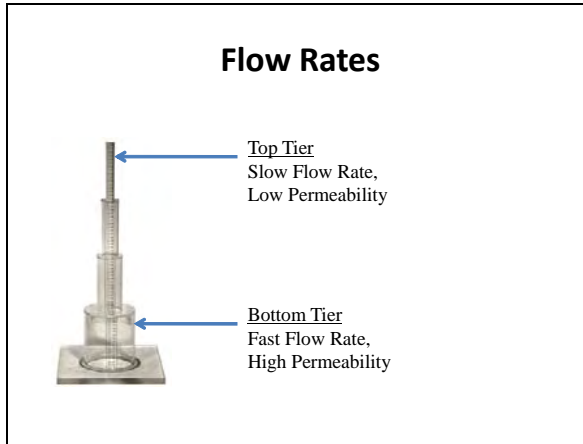 Flow Rates
Top Tier
Slow Flow Rate,
Low Permeability
Bottom Tier
Fast Flow Rate,
High Permeability